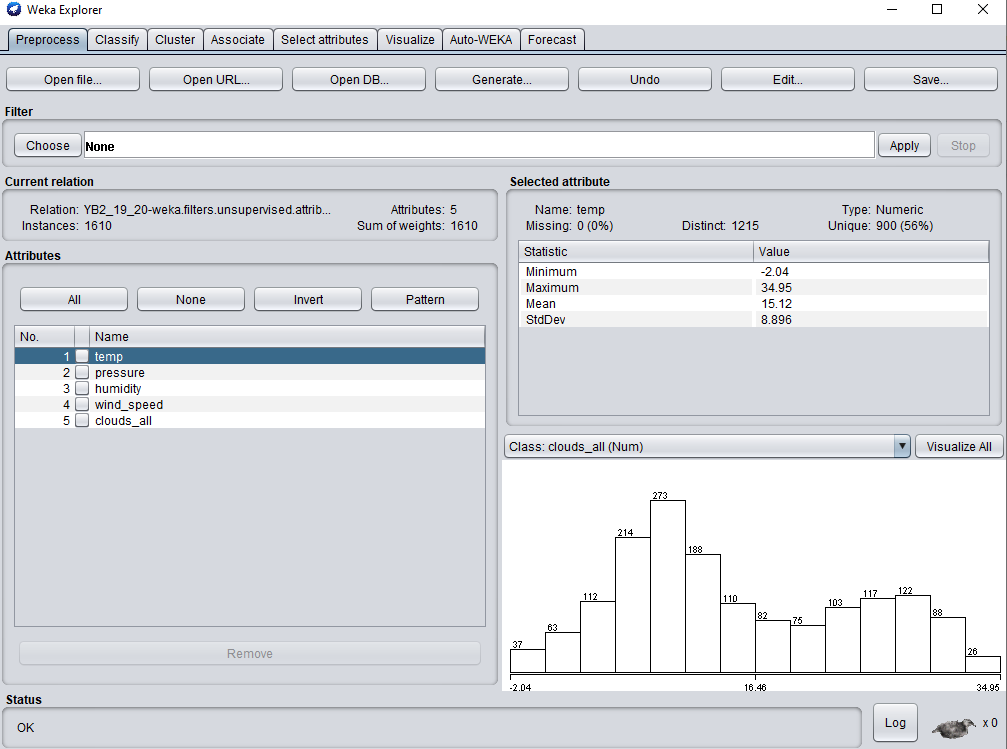 Weka Explorer
Preprocess Classify Cluster Associate Select attributes Visualize Auto-WEKA Forecast
Open file... Open URL... Open DB... Generate... Undo Edit... Save...
Filter
Choose None Apply Stop
Current relation
Relation: YB2_19_20-weka.filters.unsupervised.attrib... Attributes: 5
Instances: 1610 Sum of weights: 1610
Attributes
All None Invert Pattern
No. Name
1 temp
2 pressure
3 humidity
4 wind_speed
5 clouds_all
Remove
Selected attribute
Name: temp Type: Numeric
Missing: 0 (0%) Distinct: 1215 Unique: 900 (56%)
Statistic Value
Minimum -2.04
Maximum 34.95
Mean 15.12
StdDev 8.896
Class: clouds_all (Num) Visualize All
37 63 112 214 273 188 110 82 75 103 117 122 88 26
-2.04 16.46 34.95
Status
OK Log x 0